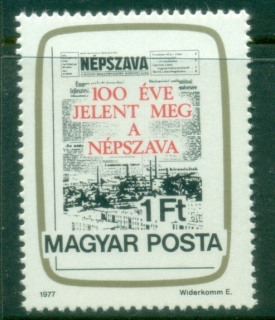 NÉPSZAVA
100 ÉVE
JELENT MEG
A
NÉPSZAVA
1 Ft
MAGYAR POSTA
1977 Widerkomm E.